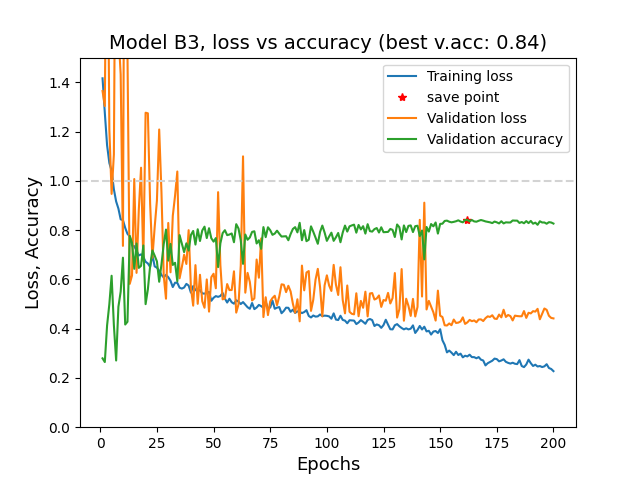 Model B3, loss vs accuracy (best v.acc: 0.84)
Training loss
save point
Validation loss
Validation accuracy
1.4
1.2
1.0
0.8
0.6
0.4
0.2
0.0
Loss, Accuracy
0 25 50 75 100 125 150 175 200
Epochs